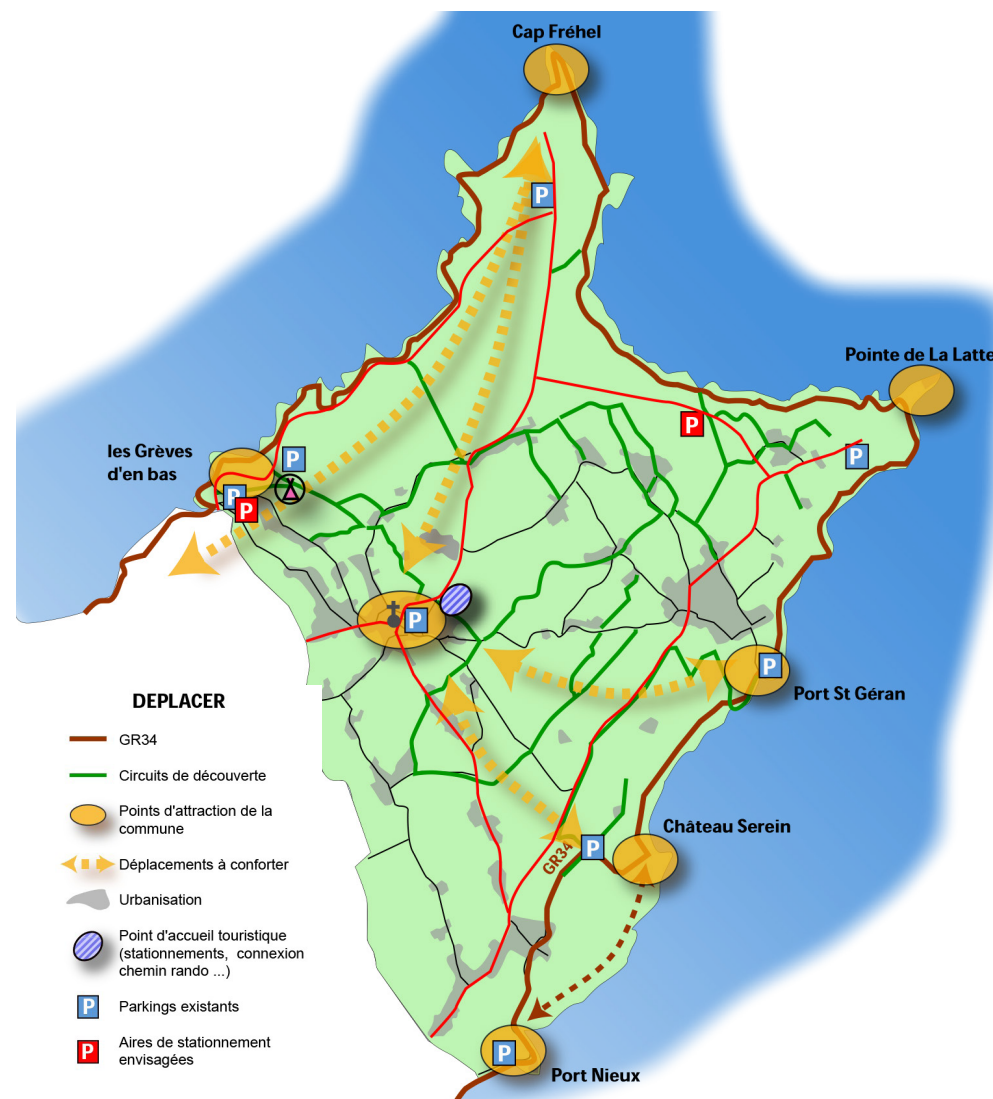 Cap Fréhel
P
Pointe de La Latte
P
les Grèves
d'en bas
P
P
P
P
P
P
Port St Géran
DEPLACER
GR34
Circuits de découverte
Points d'attraction de la
commune
Déplacements à conforter
Urbanisation
Point d'accueil touristique
(stationnements, connexion
chemin rando ...)
P
Parkings existants
P
Aires de stationnement
envisagées
Château Serein
P
GR34
P
Port Nieux